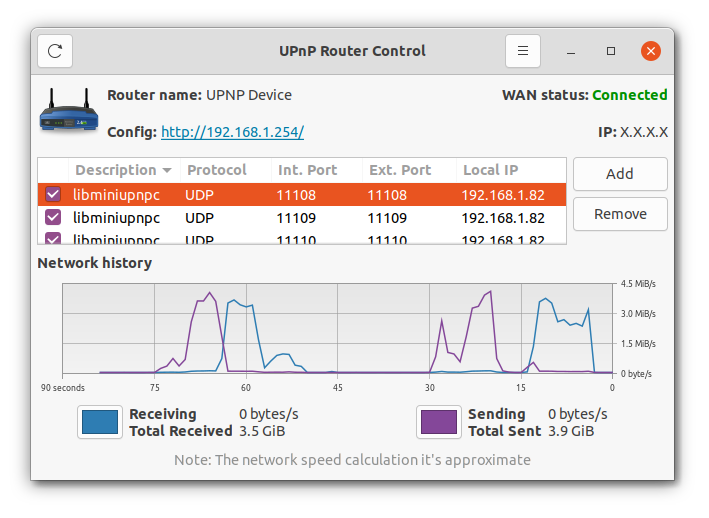 UPnP Router Control
Router name: UPNP Device
WAN status: Connected
Config: http://192.168.1.254/
IP: X.X.X.X
Description Protocol Int. Port Ext. Port Local IP
libminiupnpc UDP 11108 11108 192.168.1.82
libminiupnpc UDP 11109 11109 192.168.1.82
libminiupnpc UDP 11110 11110 192.168.1.82
Add
Remove
Network history
4.5 MiB/s
3.0 MiB/s
1.5 MiB/s
0 byte/s
90 seconds 75 60 45 30 15 0
Receiving 0 bytes/s
Total Received 3.5 GiB
Sending 0 bytes/s
Total Sent 3.9 GiB
Note: The network speed calculation it's approximate